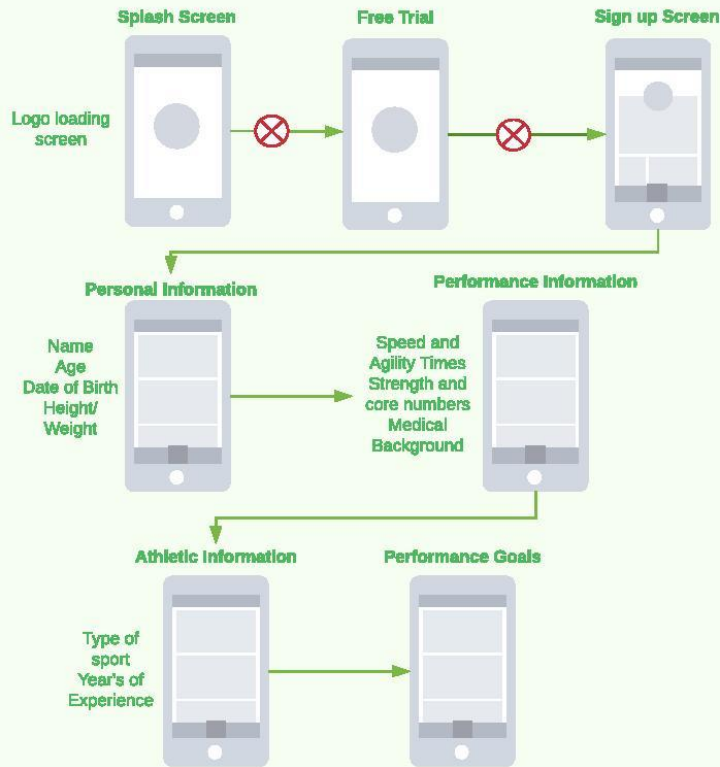 Splash Screen
Free Trial
Sign up Screen
Logo loading
screen
Personal Information
Performance Information
Name
Age
Date of Birth
Height/
Weight
Speed and
Agility Times
Strength and
core numbers
Medical
Background
Athletic Information
Performance Goals
Type of
sport
Year's of
Experience